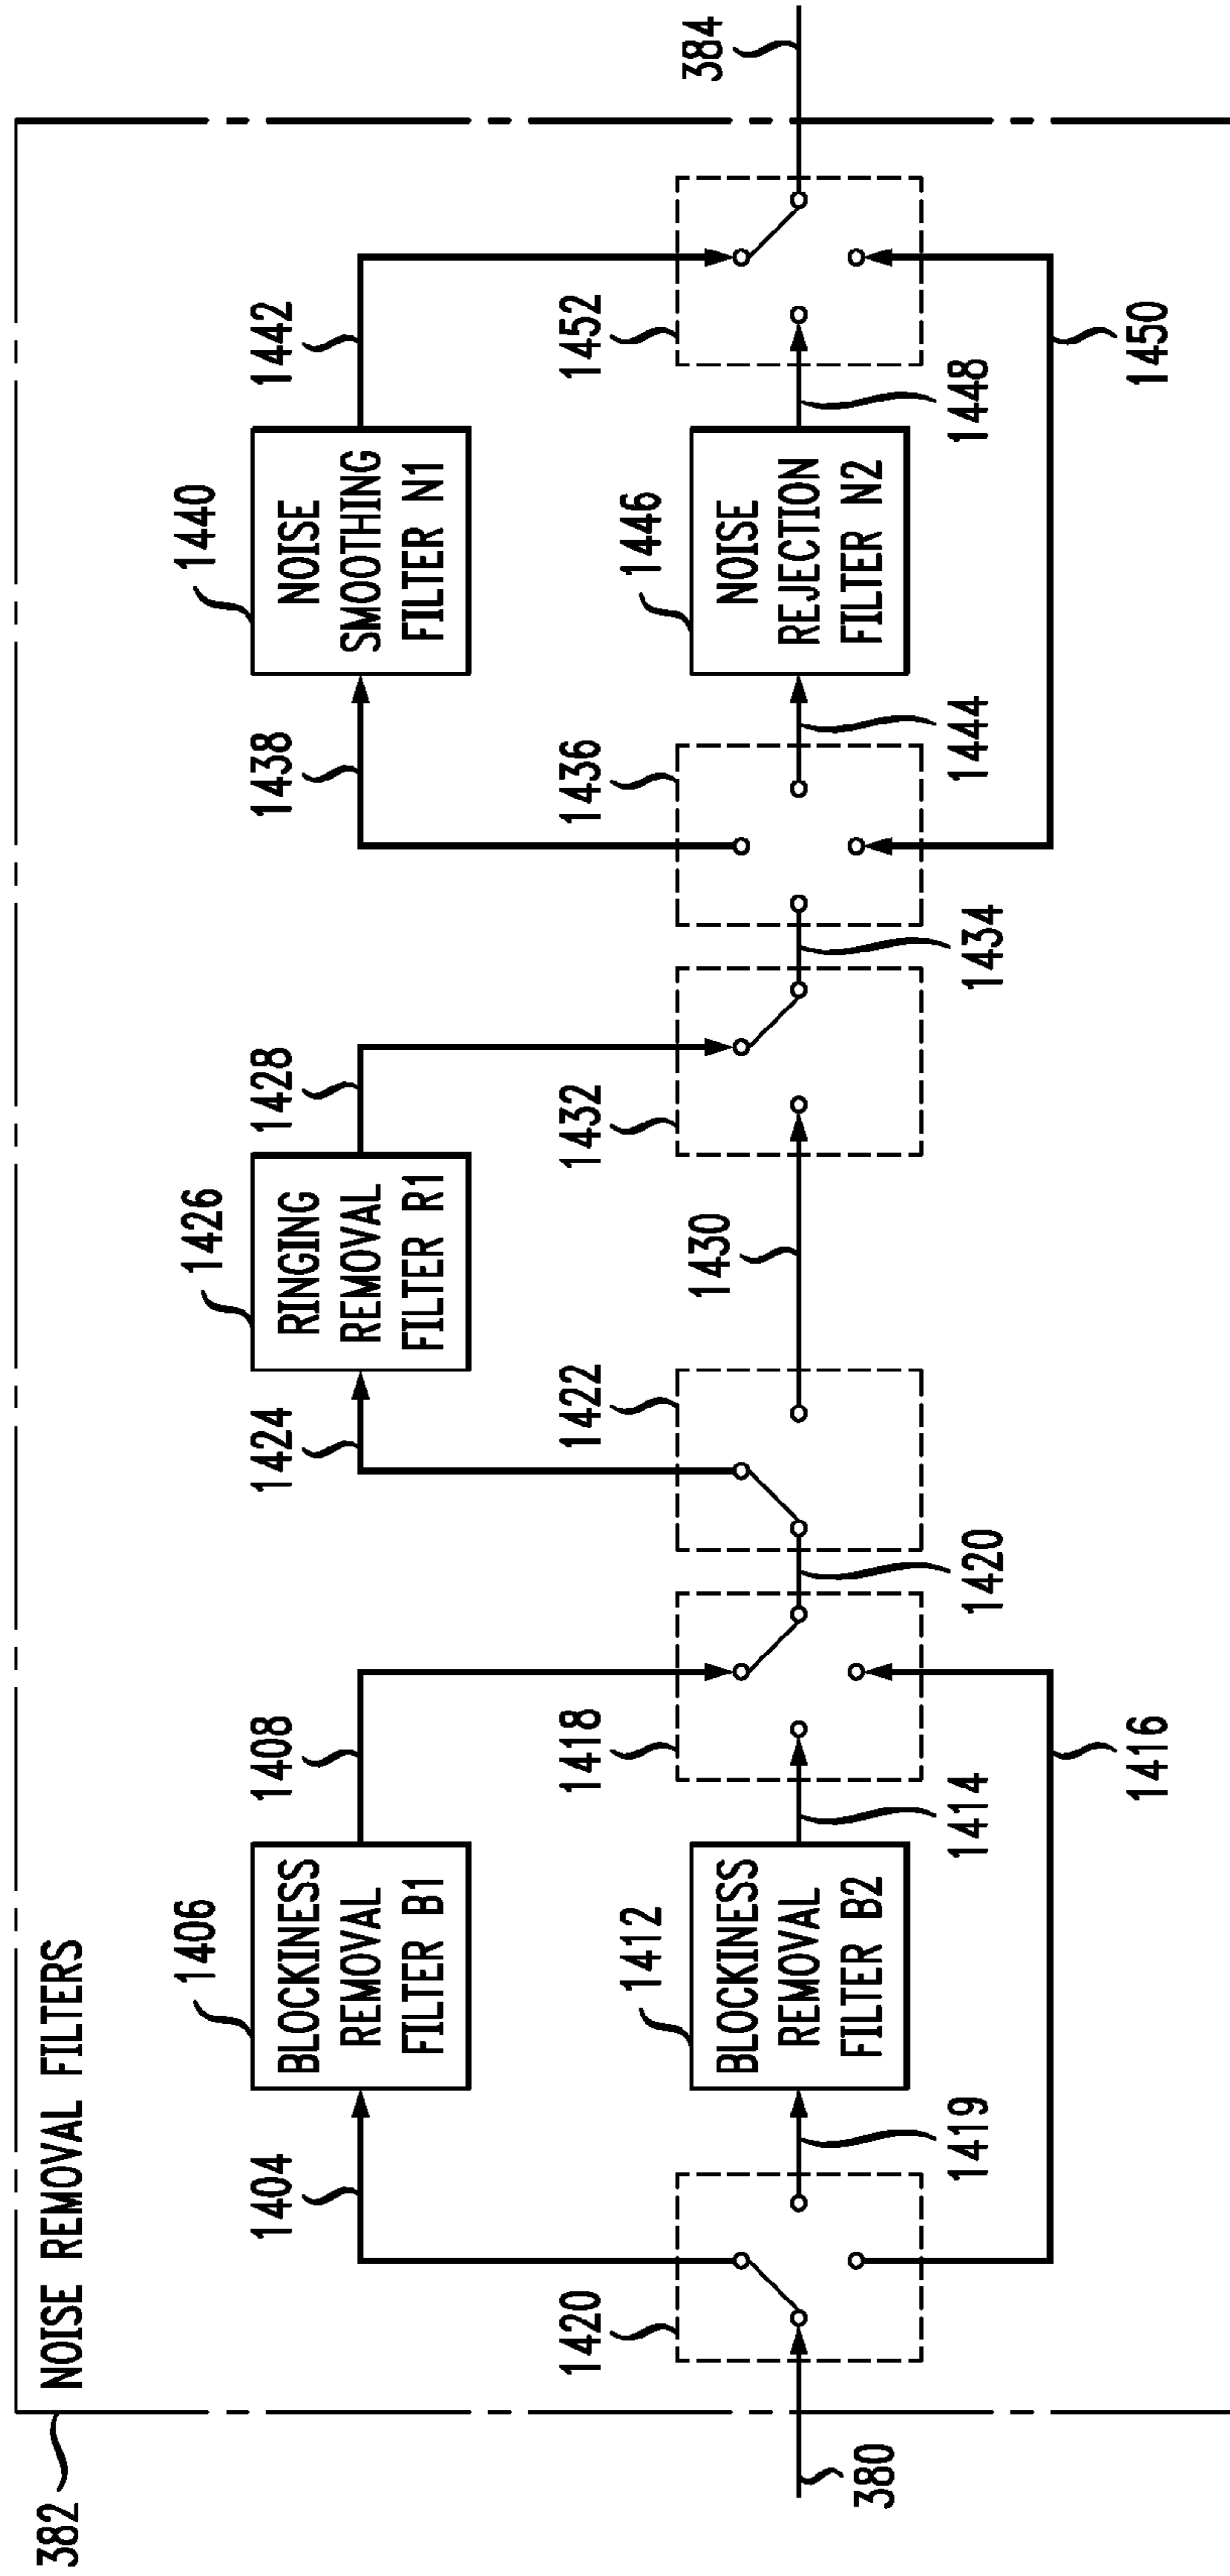 382
NOISE REMOVAL FILTERS
1404
1406
BLOCKINESS
REMOVAL
FILTER B1
1408
1424
1426
RINGING
REMOVAL
FILTER R1
1428
1438
1440
NOISE
SMOOTHING
FILTER N1
1442
380
1420
1419
1412
BLOCKINESS
REMOVAL
FILTER B2
1414
1418
1416
1420
1422
1430
1432
1434
1436
1444
1446
NOISE
REJECTION
FILTER N2
1448
1452
1450
384